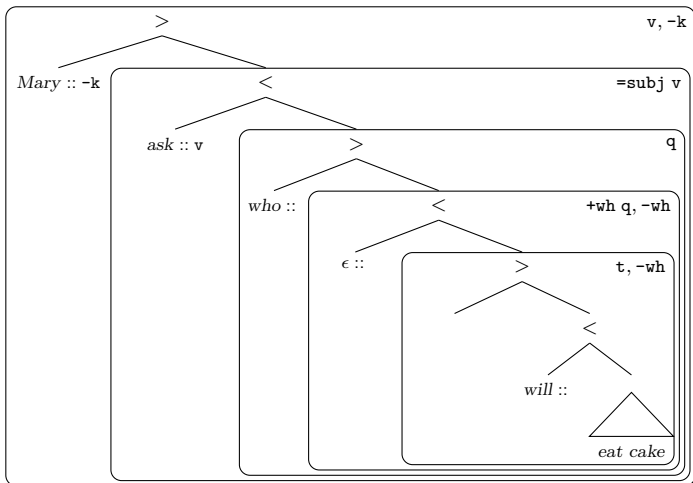 > v, -k
Mary :: -k < =subj v
ask :: v > q
who :: < +wh q, -wh
ϵ :: > t, -wh
<
will ::
eat cake